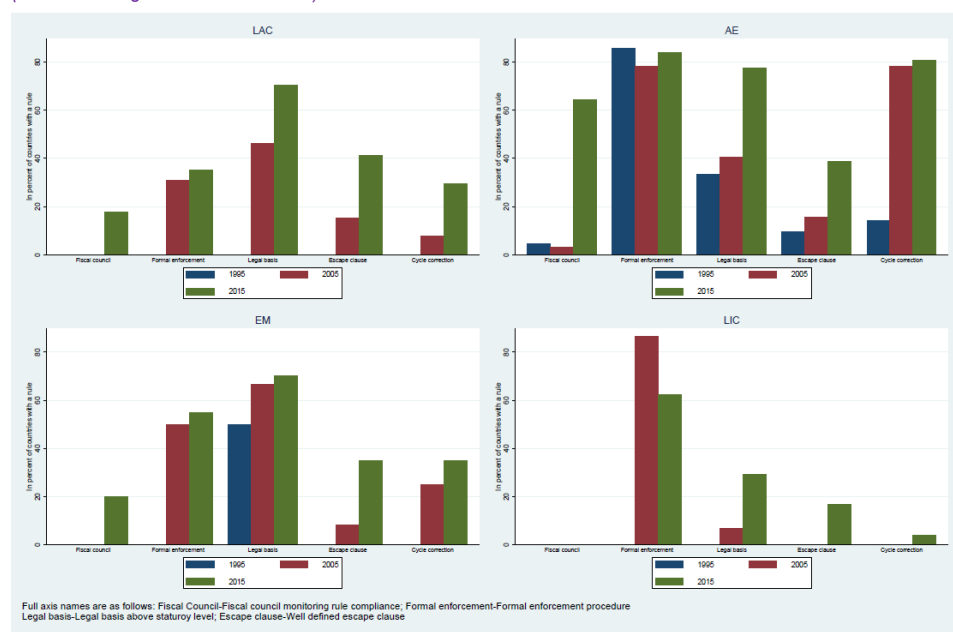 LAC
In percent of countries with a rule
80
60
40
20
0
Fiscal council Formal enforcement Legal basis Escape clause Cycle correction
1995 2005
2015
AE
In percent of countries with a rule
80
60
40
20
0
Fiscal council Formal enforcement Legal basis Escape clause Cycle correction
1995 2005
2015
EM
In percent of countries with a rule
80
60
40
20
0
Fiscal council Formal enforcement Legal basis Escape clause Cycle correction
1995 2005
2015
LIC
In percent of countries with a rule
80
60
40
20
0
Fiscal council Formal enforcement Legal basis Escape clause Cycle correction
1995 2005
2015
Full axis names are as follows: Fiscal Council-Fiscal council monitoring rule compliance; Formal enforcement-Formal enforcement procedure
Legal basis-Legal basis above staturoy level; Escape clause-Well defined escape clause